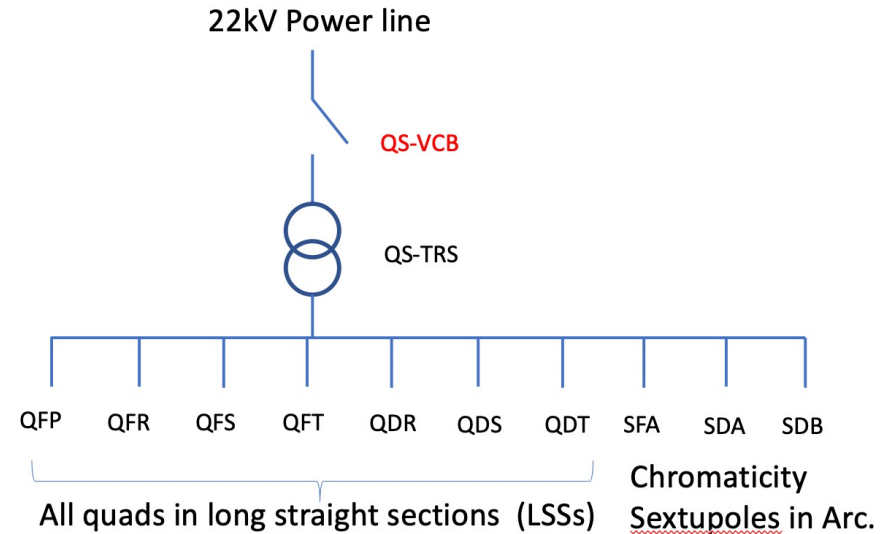 22kV Power line
QS-VCB
QS-TRS
QFP QFR QFS QFT QDR QDS QDT SFA SDA SDB
Chromaticity
All quads in long straight sections (LSSs) Sextupoles in Arc.